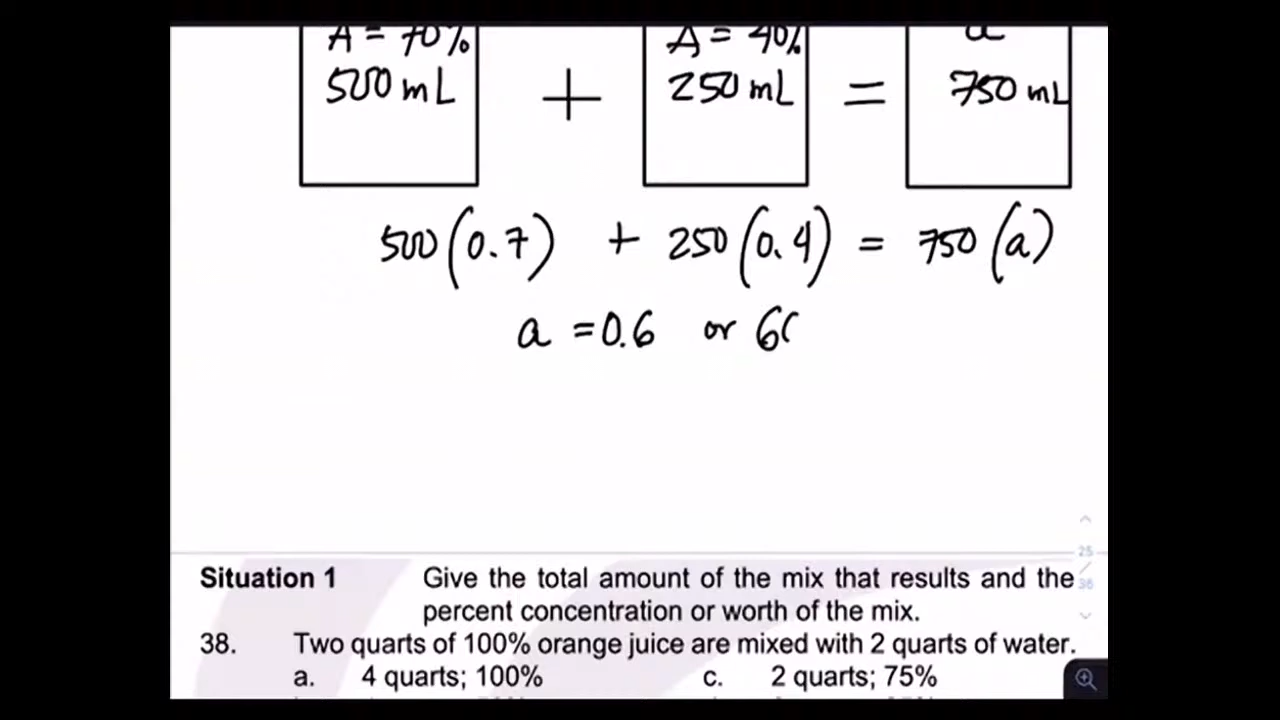 A = 70% A = 40% a
500 mL + 250 mL = 750 mL
500 (0.7) + 250 (0.4) = 750 (a)
a = 0.6 or 60
25
/
36
Situation 1 Give the total amount of the mix that results and the
percent concentration or worth of the mix.
38. Two quarts of 100% orange juice are mixed with 2 quarts of water.
a. 4 quarts; 100% c. 2 quarts; 75%